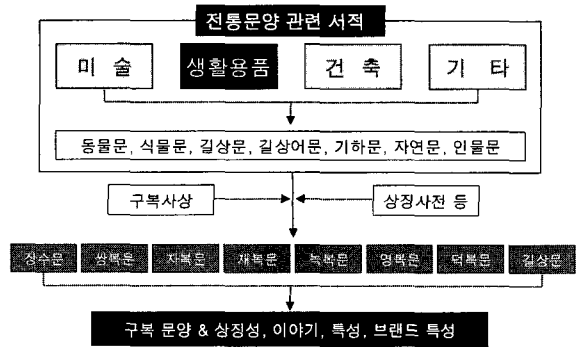 전통문양 관련 서적
미 술 생활용품 건 축 기 타
동물문, 식물문, 길상문, 길상어문, 기하문, 자연문, 인물문
구복사상 상징사전 등
장수문 쌍복문 자복문 재복문 녹복문 명복문 덕복문 길상문
구복 문양 & 상징성, 이야기, 특성, 브랜드 특성